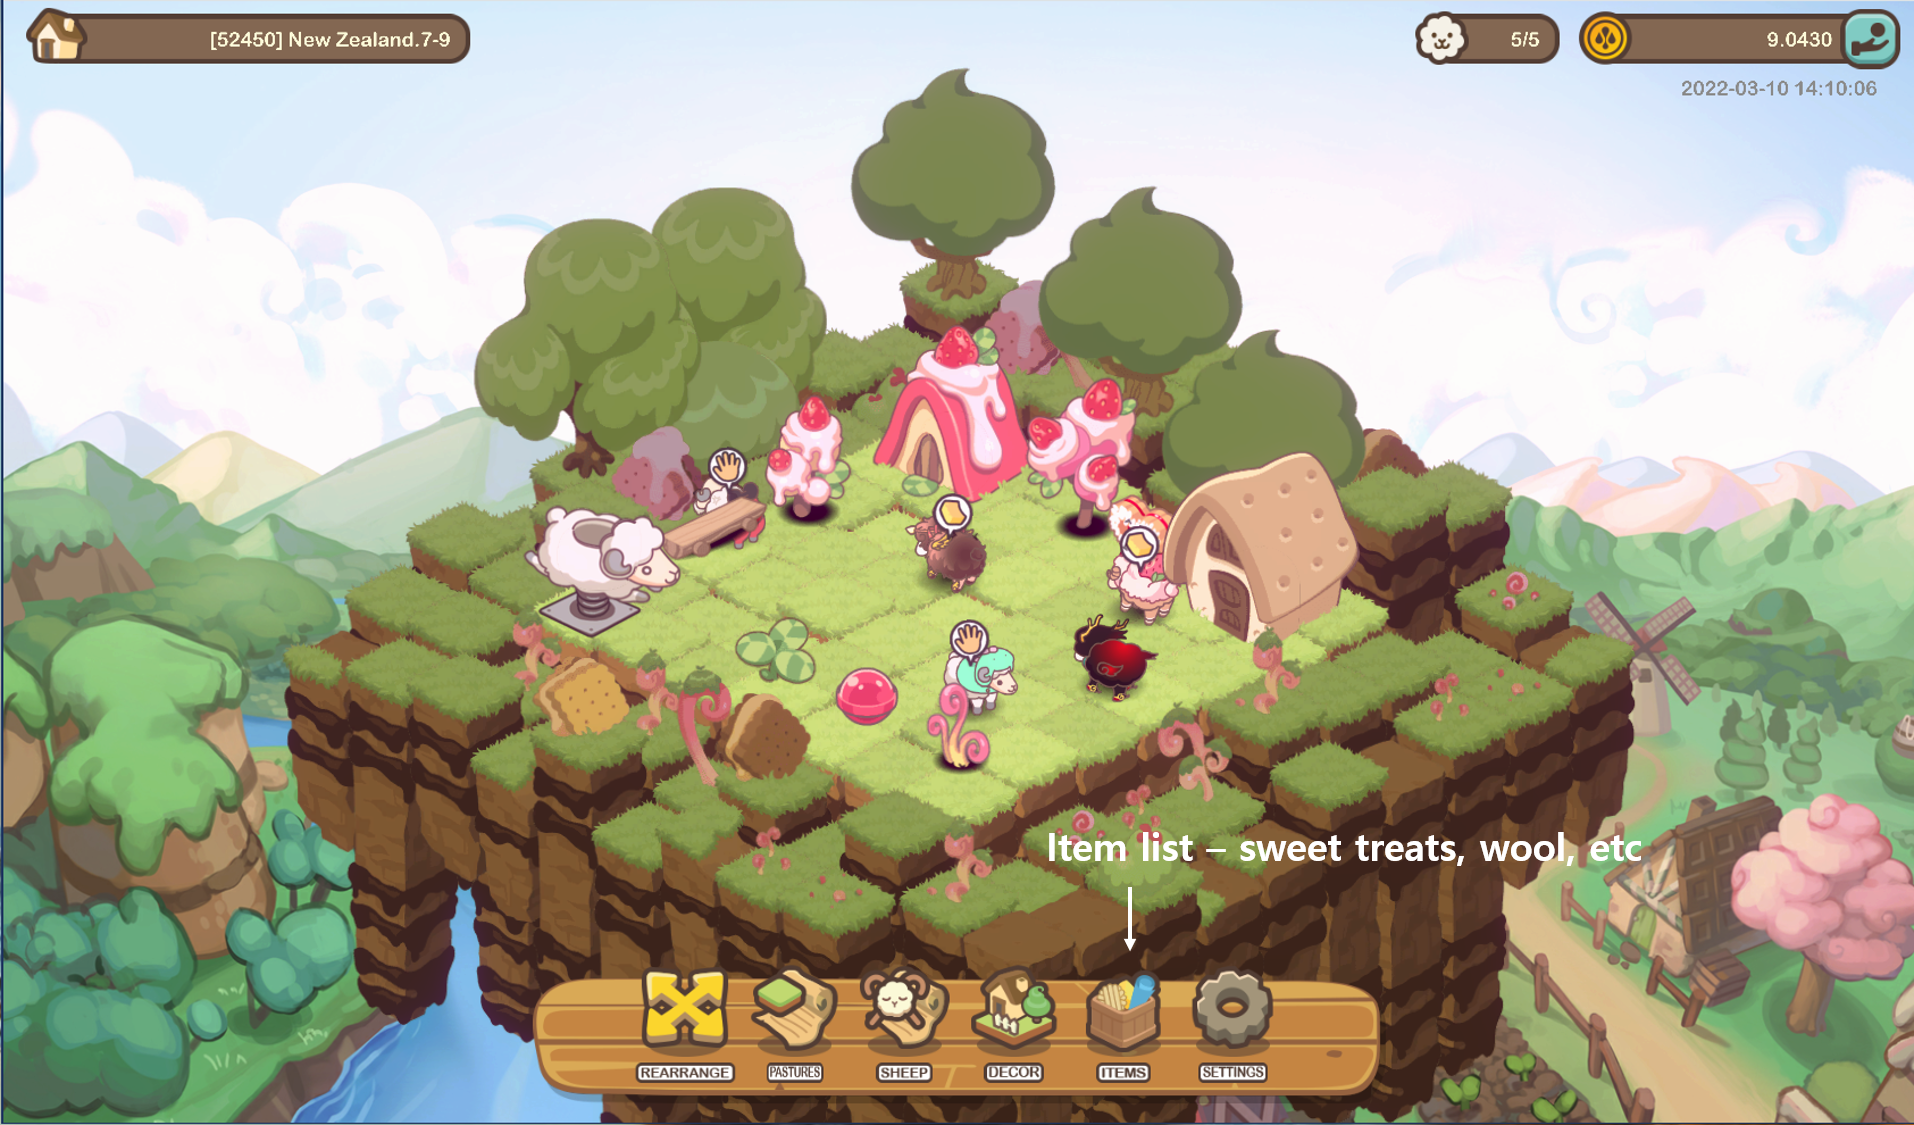 [52450] New Zealand.7-9
5/5
9.0430
2022-03-10 14:10:06
Item list – sweet treats, wool, etc
REARRANGE
PASTURES
SHEEP
DECOR
ITEMS
SETTINGS